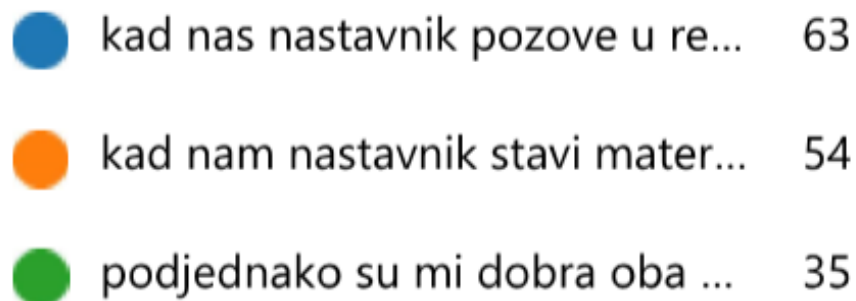 kad nas nastavnik pozove u re... 63
kad nam nastavnik stavi mater... 54
podjednako su mi dobra oba ... 35